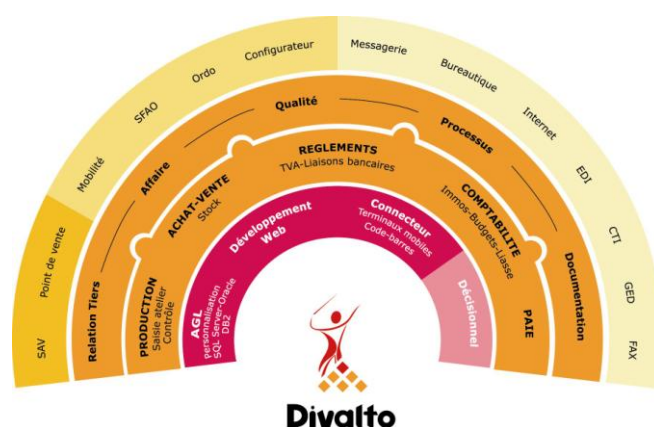 SAV
Point de vente
Mobilité
SFAO
Ordo
Configurateur
Messagerie
Bureautique
Internet
EDI
CTI
GED
FAX
Relation Tiers
Affaire
Qualité
Processus
Documentation
PRODUCTION
Saisie atelier
Contrôle
ACHAT-VENTE
Stock
REGLEMENTS
TVA-Liaisons bancaires
COMPTABILITE
Immos-Budgets-Liasse
PAIE
AGL
personnalisation
SQL Server-Oracle
DB2
Développement
Web
Connecteur
Terminaux mobiles
Code-barres
Décisionnel
Divalto